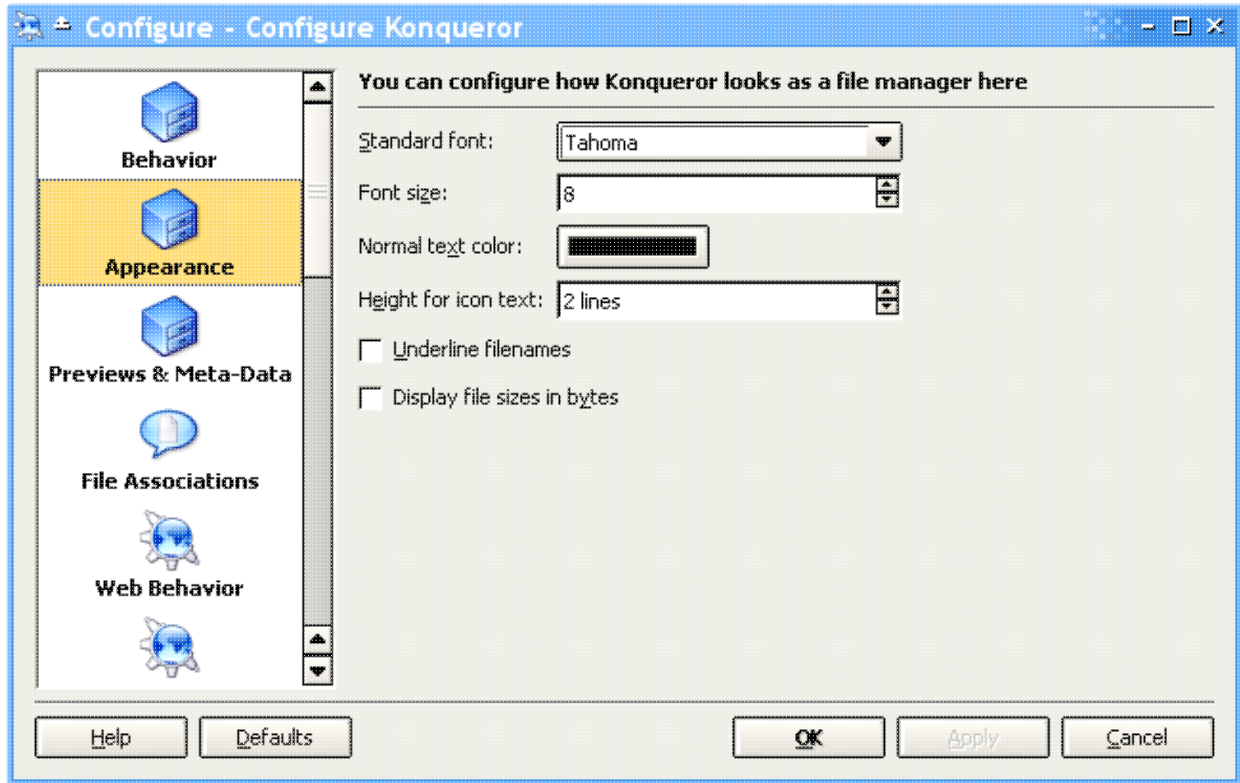 Configure - Configure Konqueror
Behavior
Appearance
Previews & Meta-Data
File Associations
Web Behavior
You can configure how Konqueror looks as a file manager here
Standard font: Tahoma
Font size: 8
Normal text color:
Height for icon text: 2 lines
Underline filenames
Display file sizes in bytes
Help Defaults OK Apply Cancel